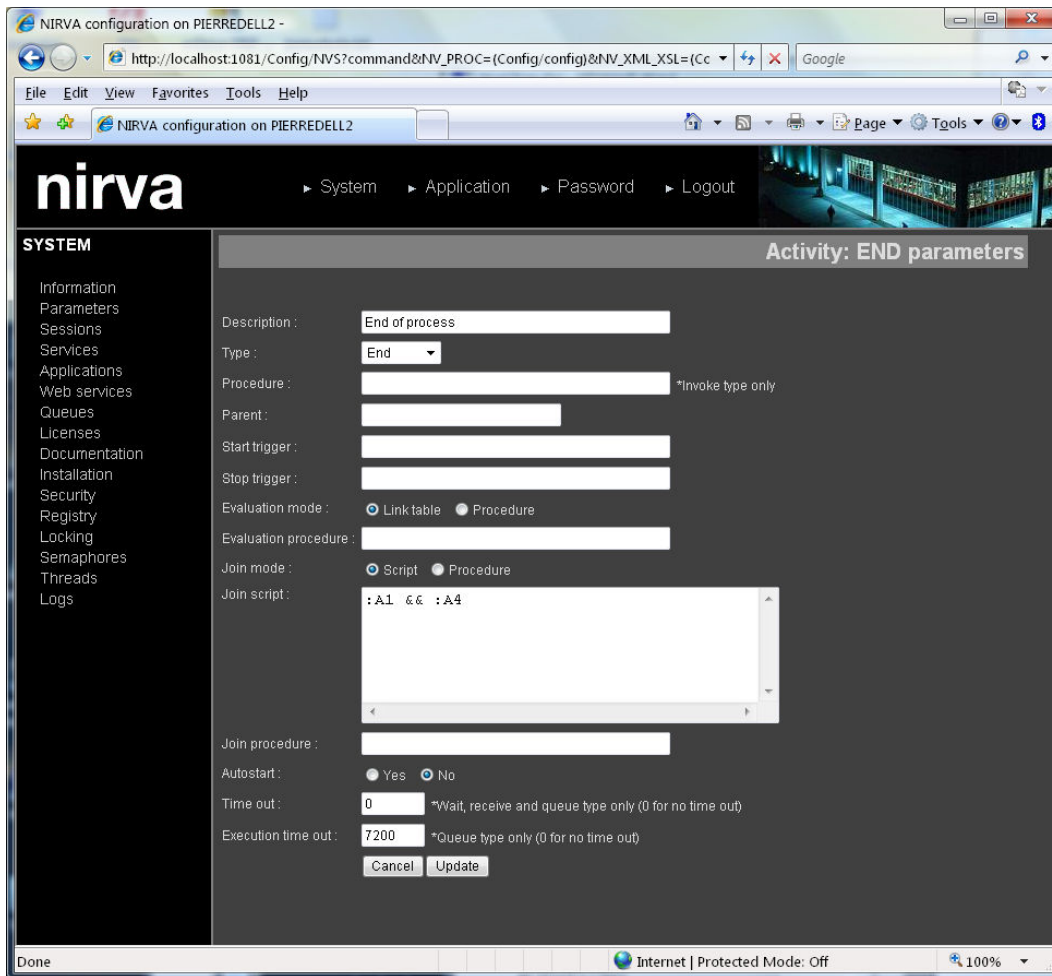 NIRVA configuration on PIERREDELL2 -
http://localhost:1081/Config/NVS?command&NV_PROC=(Config/config)&NV_XML_XSL=(Cc
Google
File Edit View Favorites Tools Help
NIRVA configuration on PIERREDELL2
Page Tools
nirva
System Application Password Logout
SYSTEM
Activity: END parameters
Information
Parameters
Sessions
Services
Applications
Web services
Queues
Licenses
Documentation
Installation
Security
Registry
Locking
Semaphores
Threads
Logs
Description : End of process
Type : End
Procedure : *Invoke type only
Parent :
Start trigger :
Stop trigger :
Evaluation mode : Link table Procedure
Evaluation procedure :
Join mode : Script Procedure
Join script : :A1 && :A4
Join procedure :
Autostart : Yes No
Time out : 0 *Wait, receive and queue type only (0 for no time out)
Execution time out : 7200 *Queue type only (0 for no time out)
Cancel Update
Done Internet | Protected Mode: Off 100%